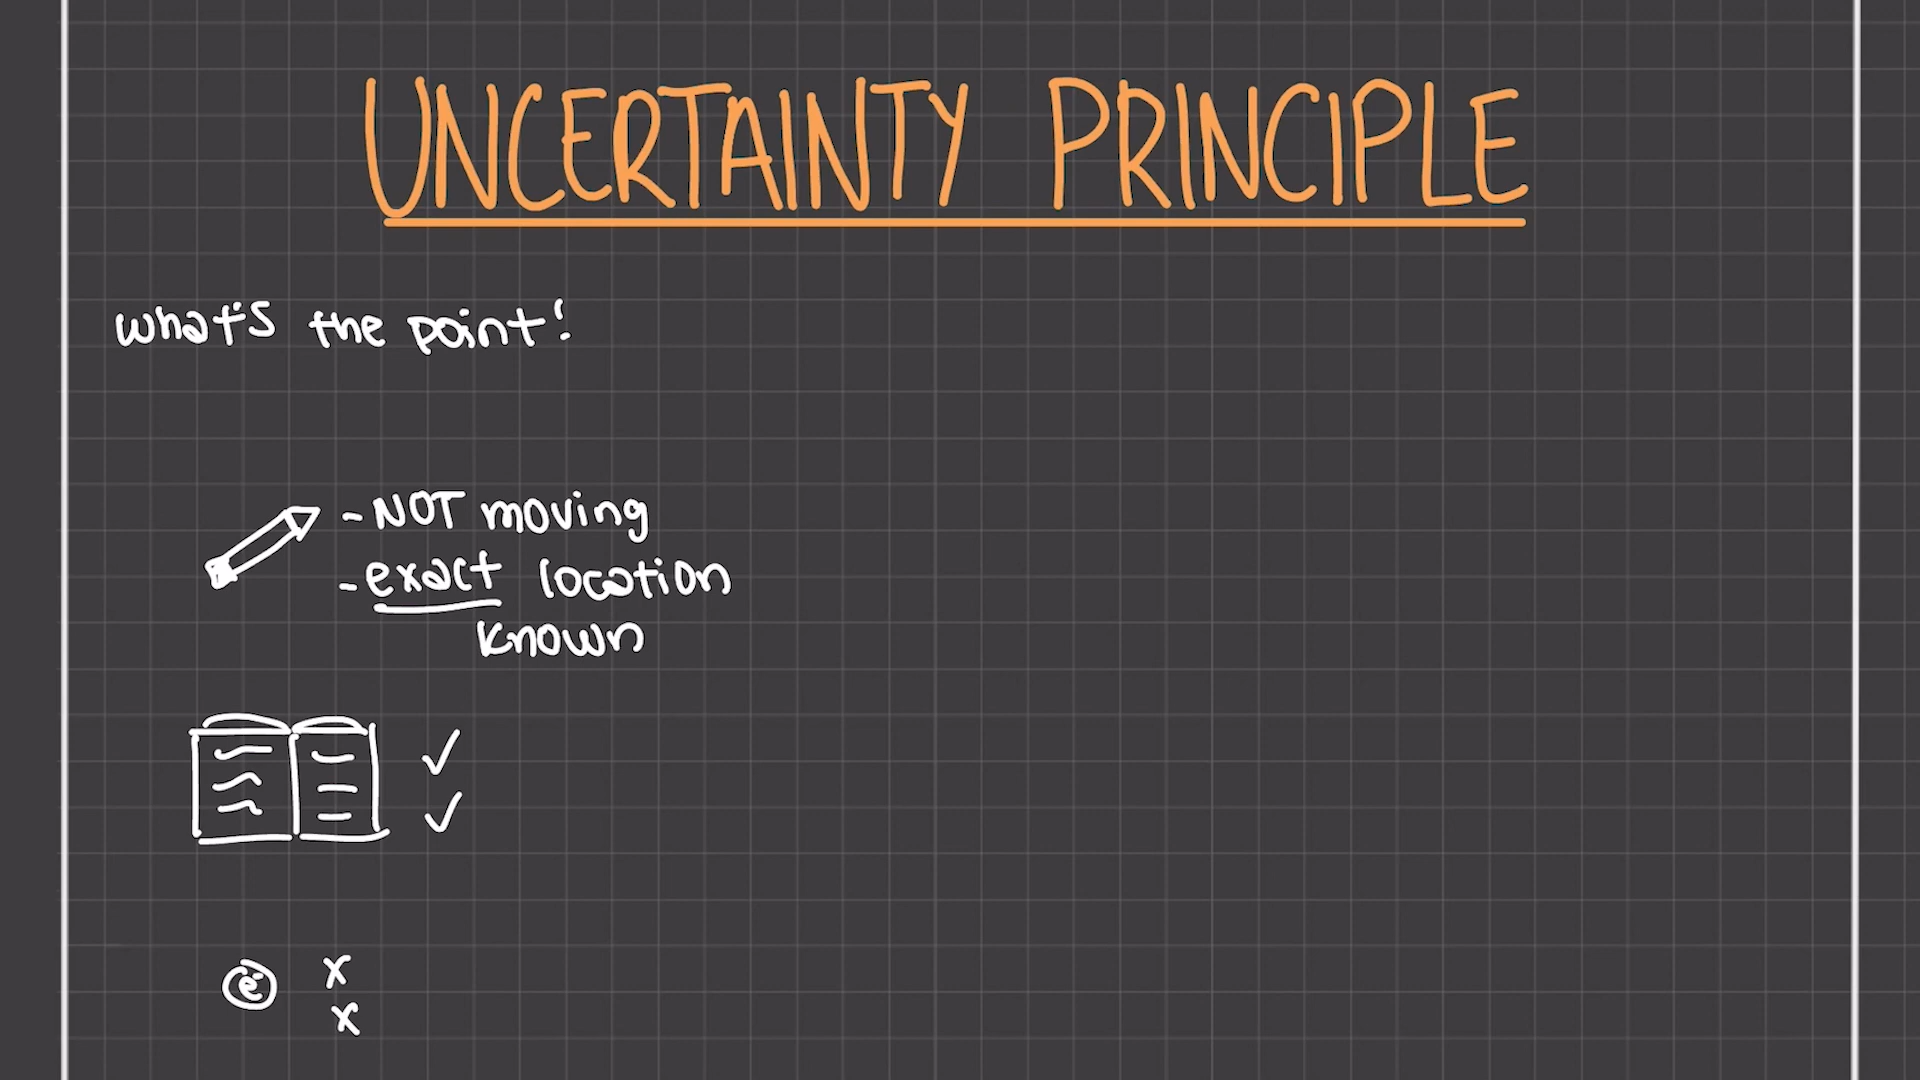 UNCERTAINTY PRINCIPLE
What's the point!
- NOT moving
- exact location
known
✓
✓
e⁻ x
x